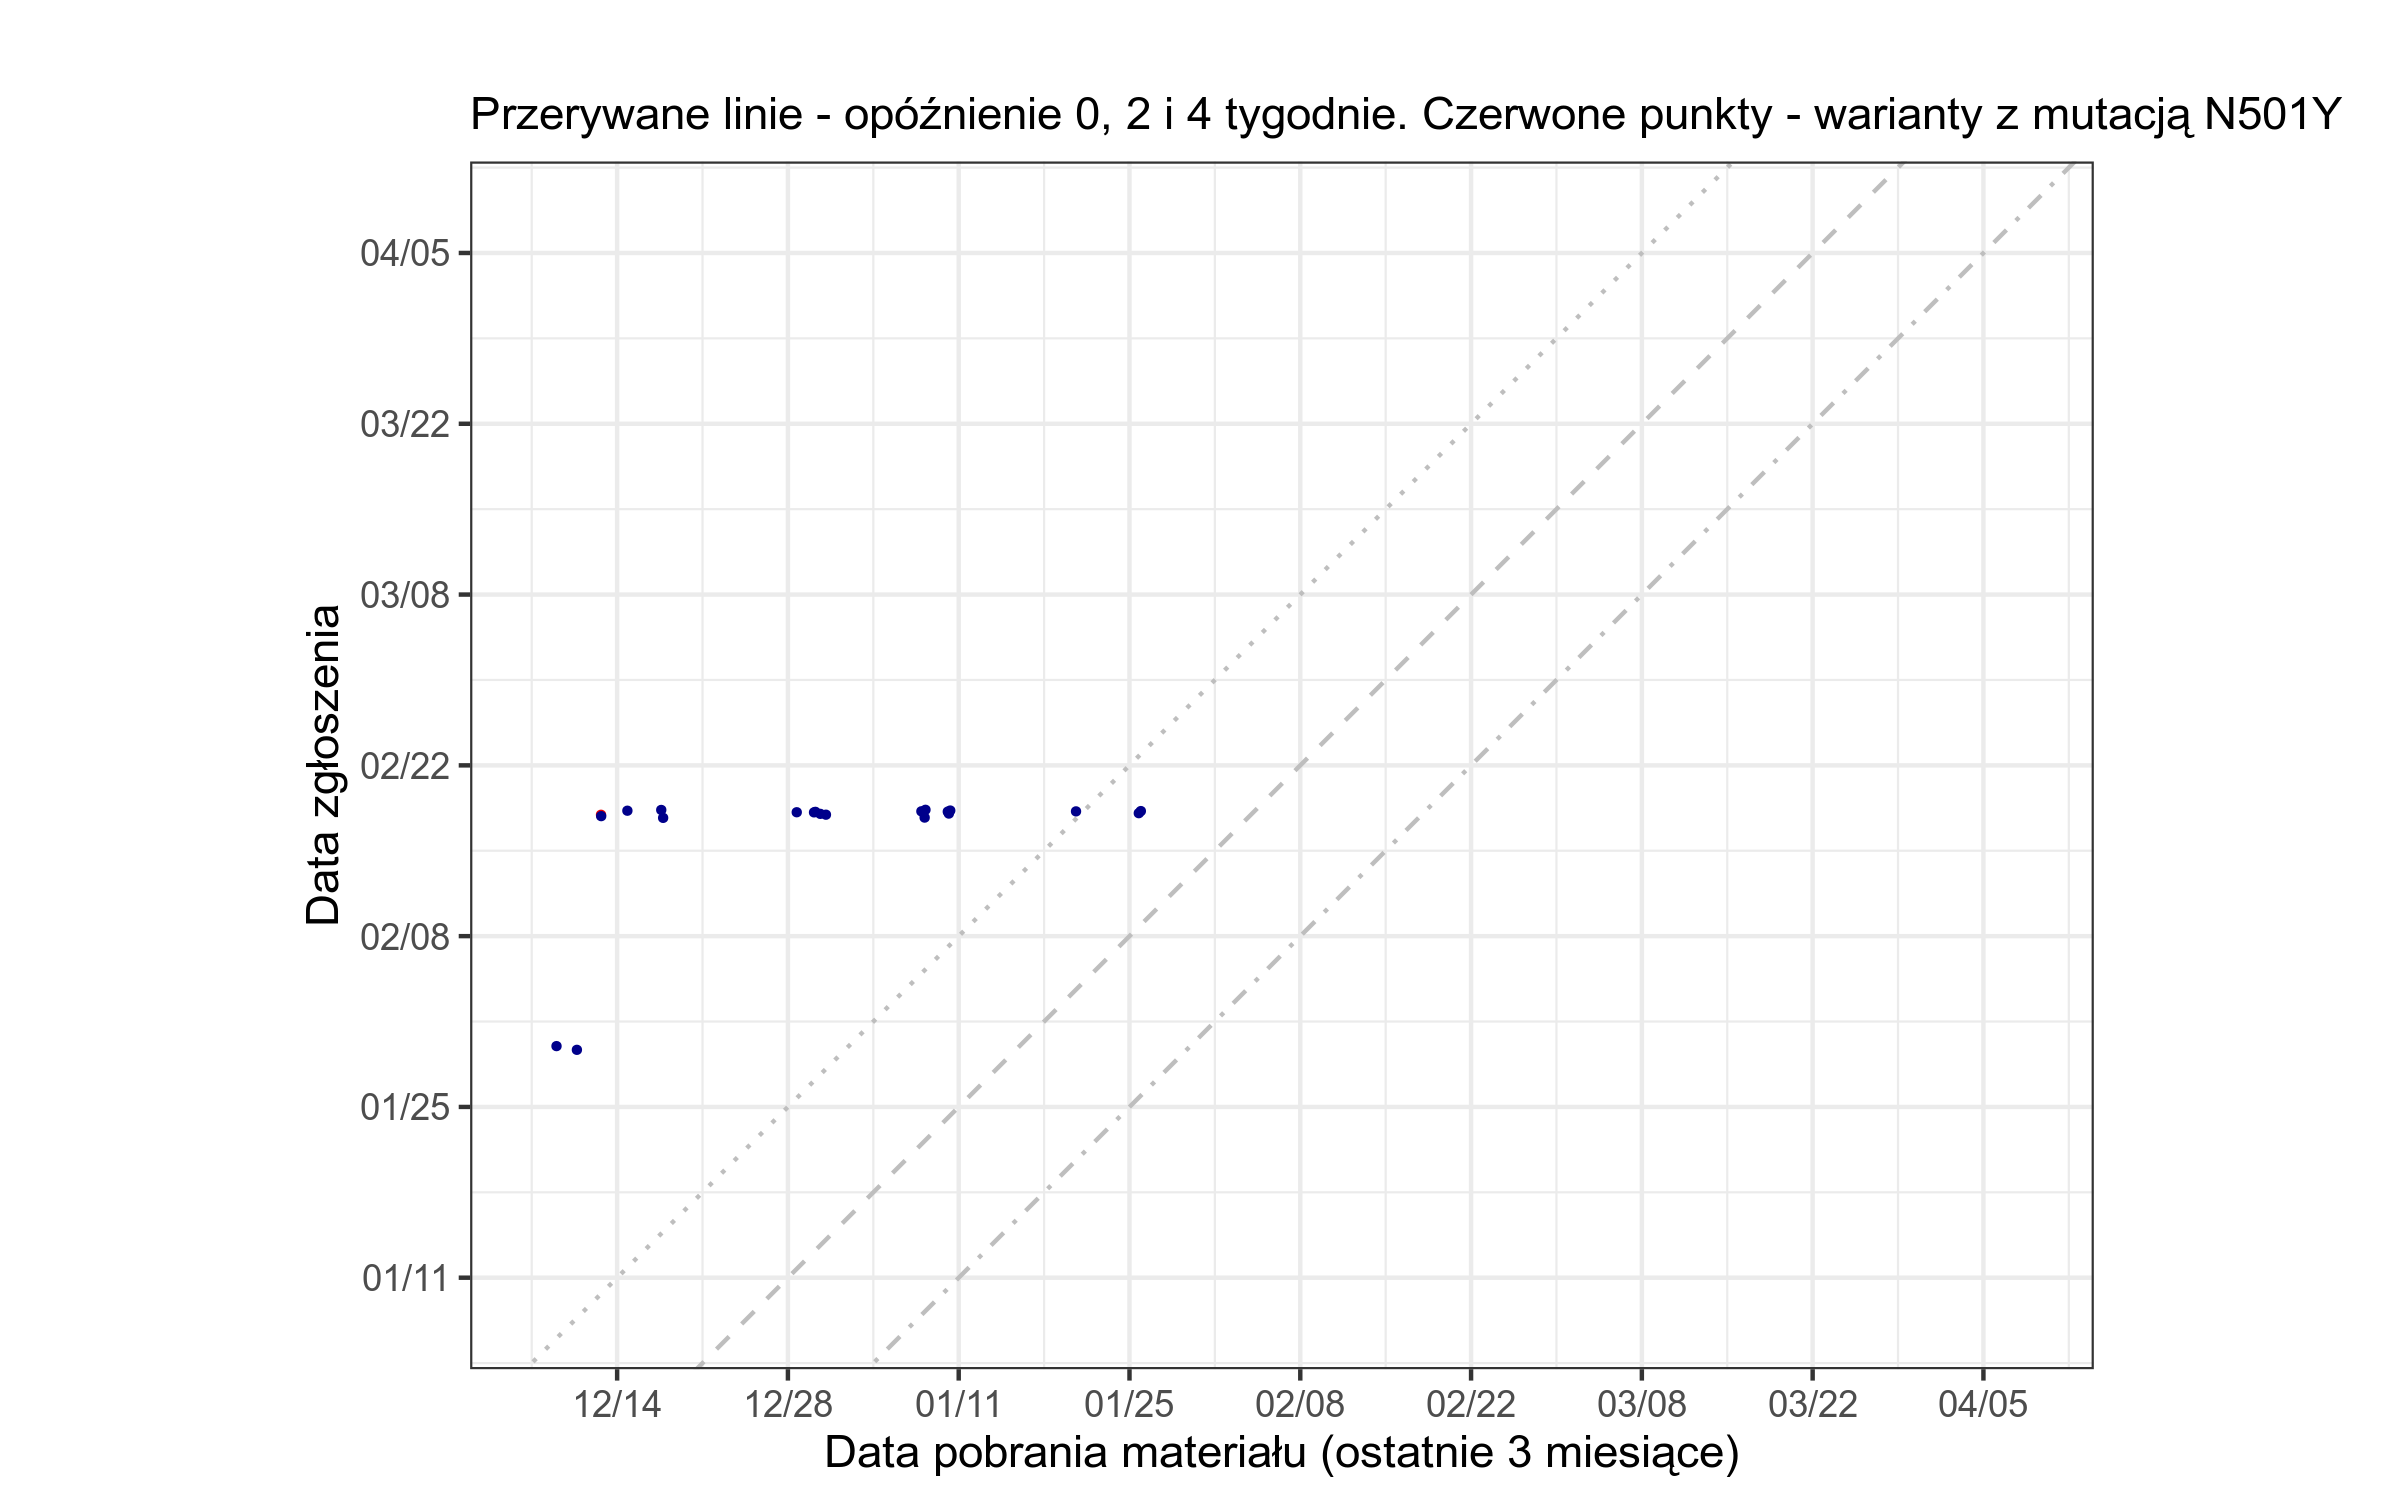 Przerywane linie - opóźnienie 0, 2 i 4 tygodnie. Czerwone punkty - warianty z mutacją N501Y
Data zgłoszenia
04/05
03/22
03/08
02/22
02/08
01/25
01/11
12/14 12/28 01/11 01/25 02/08 02/22 03/08 03/22 04/05
Data pobrania materiału (ostatnie 3 miesiące)